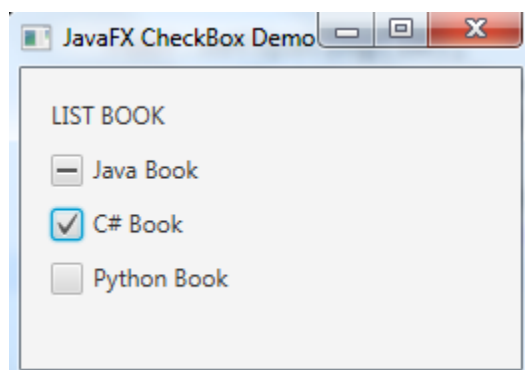 JavaFX CheckBox Demo
LIST BOOK
Java Book
C# Book
Python Book